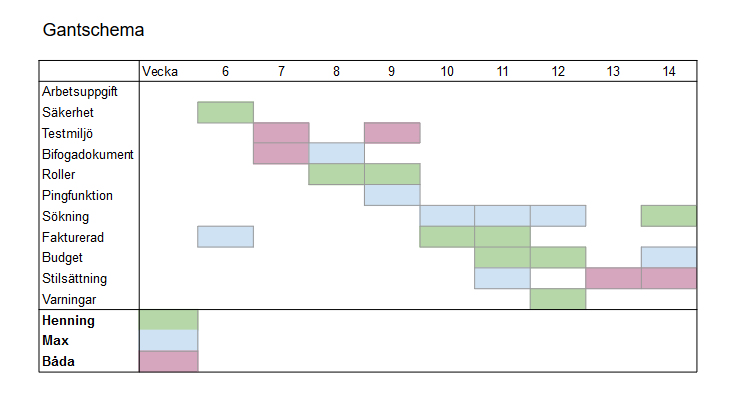 Gantschema
Vecka 6 7 8 9 10 11 12 13 14
Arbetsuppgift
Säkerhet
Testmiljö
Bifogadokument
Roller
Pingfunktion
Sökning
Fakturerad
Budget
Stilsättning
Varningar
Henning
Max
Båda